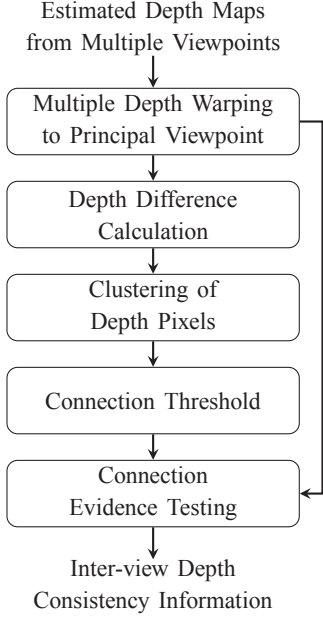 Estimated Depth Maps
from Multiple Viewpoints
Multiple Depth Warping
to Principal Viewpoint
Depth Difference
Calculation
Clustering of
Depth Pixels
Connection Threshold
Connection
Evidence Testing
Inter-view Depth
Consistency Information